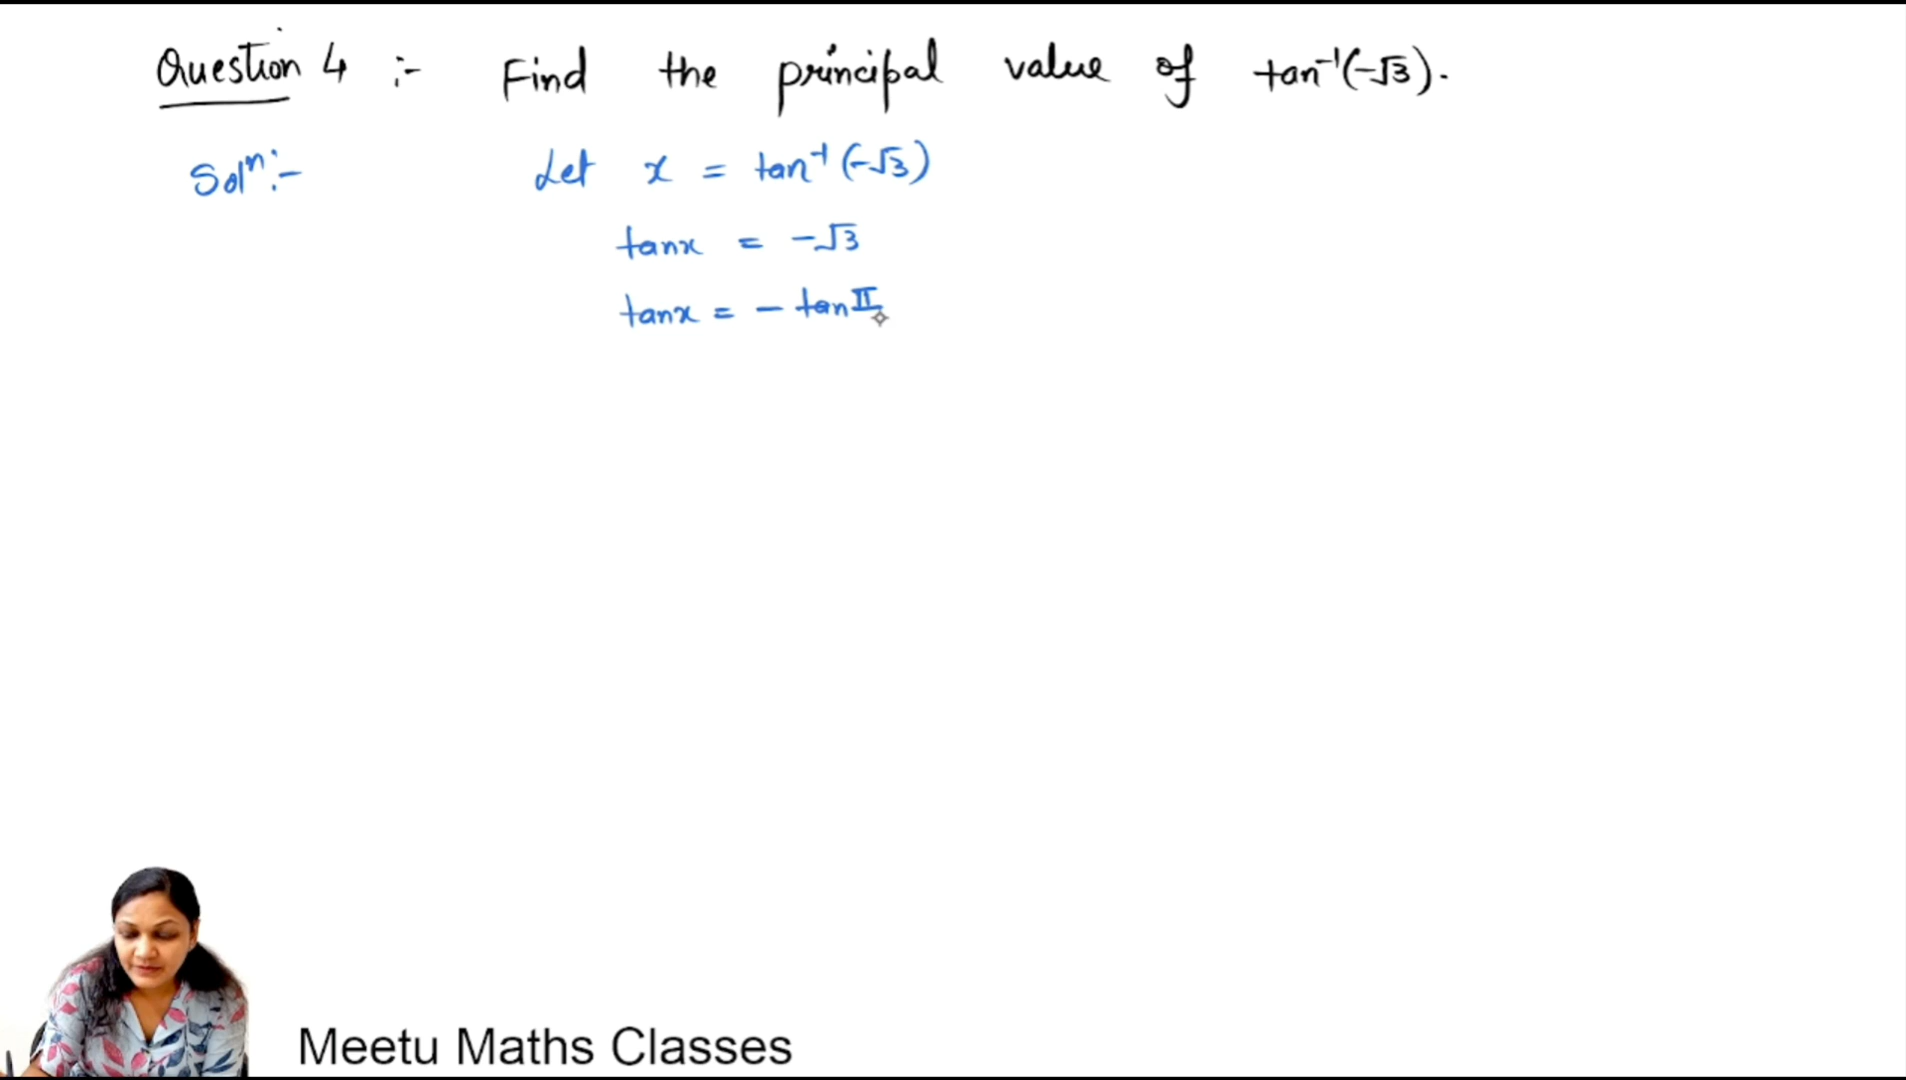 Question 4 :- Find the principal value of tan⁻¹(-√3).
Solⁿ:- Let x = tan⁻¹(-√3)
tanx = -√3
tanx = - tan π
Meetu Maths Classes